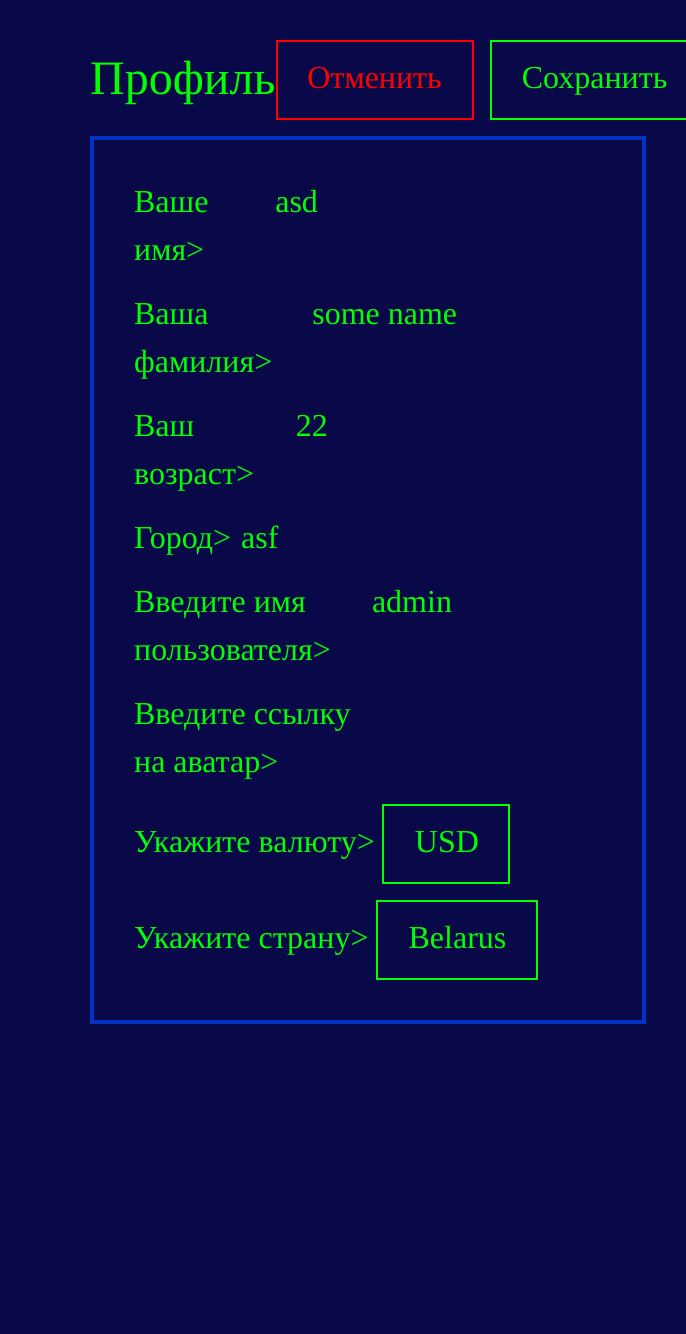 Профиль Отменить Сохранить
Ваше asd
имя>
Ваша some name
фамилия>
Ваш 22
возраст>
Город> asf
Введите имя admin
пользователя>
Введите ссылку
на аватар>
Укажите валюту> USD
Укажите страну> Belarus